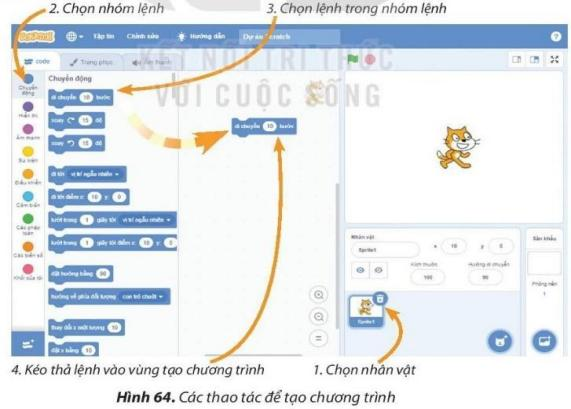 2. Chọn nhóm lệnh
3. Chọn lệnh trong nhóm lệnh
KẾT NỐI TRI THỨC
VỚI CUỘC SỐNG
Tập tin Chỉnh sửa Hướng dẫn Dự án Scratch
code Trang phục Âm thanh
Chuyển động
Hiển thị
Âm thanh
Sự kiện
Điều khiển
Cảm biến
Các phép toán
Các biến số
Khối của tôi
Chuyển động
di chuyển 10 bước
xoay 15 độ
xoay 15 độ
đi tới vị trí ngẫu nhiên
đi tới điểm x: 10 y: 0
lướt trong 1 giây tới vị trí ngẫu nhiên
lướt trong 1 giây tới điểm x: 10 y: 0
đặt hướng bằng 90
hướng về phía đối tượng con trỏ chuột
thay đổi x một lượng 10
đặt x bằng 10
di chuyển 10 bước
Nhân vật
Sprite1 x 10 y 0
Kích thước Hướng di chuyển
100 90
Sprite1
Sân khấu
Phông nền
1
4. Kéo thả lệnh vào vùng tạo chương trình
1. Chọn nhân vật
Hình 64. Các thao tác để tạo chương trình